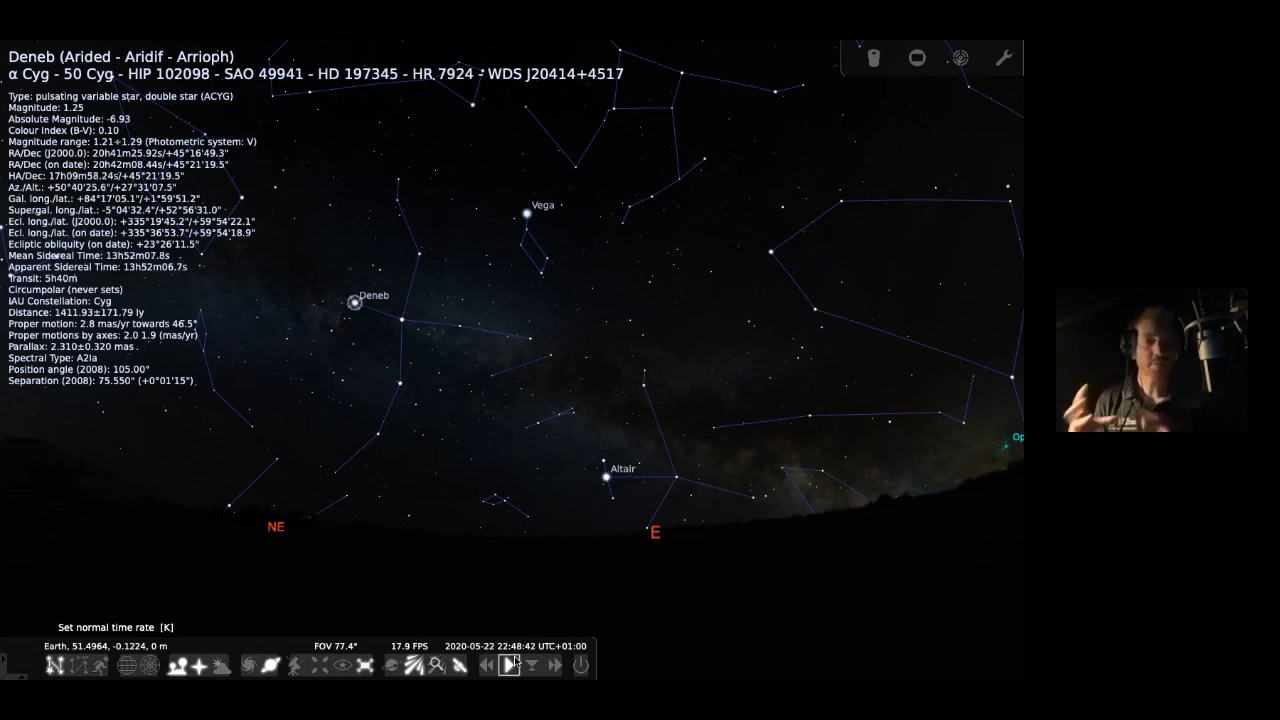 Deneb (Arided - Aridif - Arrioph)
α Cyg - 50 Cyg - HIP 102098 - SAO 49941 - HD 197345 - HR 7924 - WDS J20414+4517
Type: pulsating variable star, double star (ACYG)
Magnitude: 1.25
Absolute Magnitude: -6.93
Colour Index (B-V): 0.10
Magnitude range: 1.21÷1.29 (Photometric system: V)
RA/Dec (J2000.0): 20h41m25.92s/+45°16'49.3"
RA/Dec (on date): 20h42m08.44s/+45°21'19.5"
HA/Dec: 17h09m58.24s/+45°21'19.5"
Az./Alt.: +50°40'25.6"/+27°31'07.5"
Gal. long./lat.: +84°17'05.1"/+1°59'51.2"
Supergal. long./lat.: -5°04'32.4"/+52°56'31.0"
Ecl. long./lat. (J2000.0): +335°19'45.2"/+59°54'22.1"
Ecl. long./lat. (on date): +335°36'53.7"/+59°54'18.9"
Ecliptic obliquity (on date): +23°26'11.5"
Mean Sidereal Time: 13h52m07.8s
Apparent Sidereal Time: 13h52m06.7s
Transit: 5h40m
Circumpolar (never sets)
IAU Constellation: Cyg
Distance: 1411.93±171.79 ly
Proper motion: 2.8 mas/yr towards 46.5°
Proper motions by axes: 2.0 1.9 (mas/yr)
Parallax: 2.310±0.320 mas
Spectral Type: A2Ia
Position angle (2008): 105.00°
Separation (2008): 75.550" (+0°01'15")
Vega
Deneb
Op
Altair
NE
E
Set normal time rate [K]
Earth, 51.4964, -0.1224, 0 m FOV 77.4° 17.9 FPS 2020-05-22 22:48:42 UTC+01:00